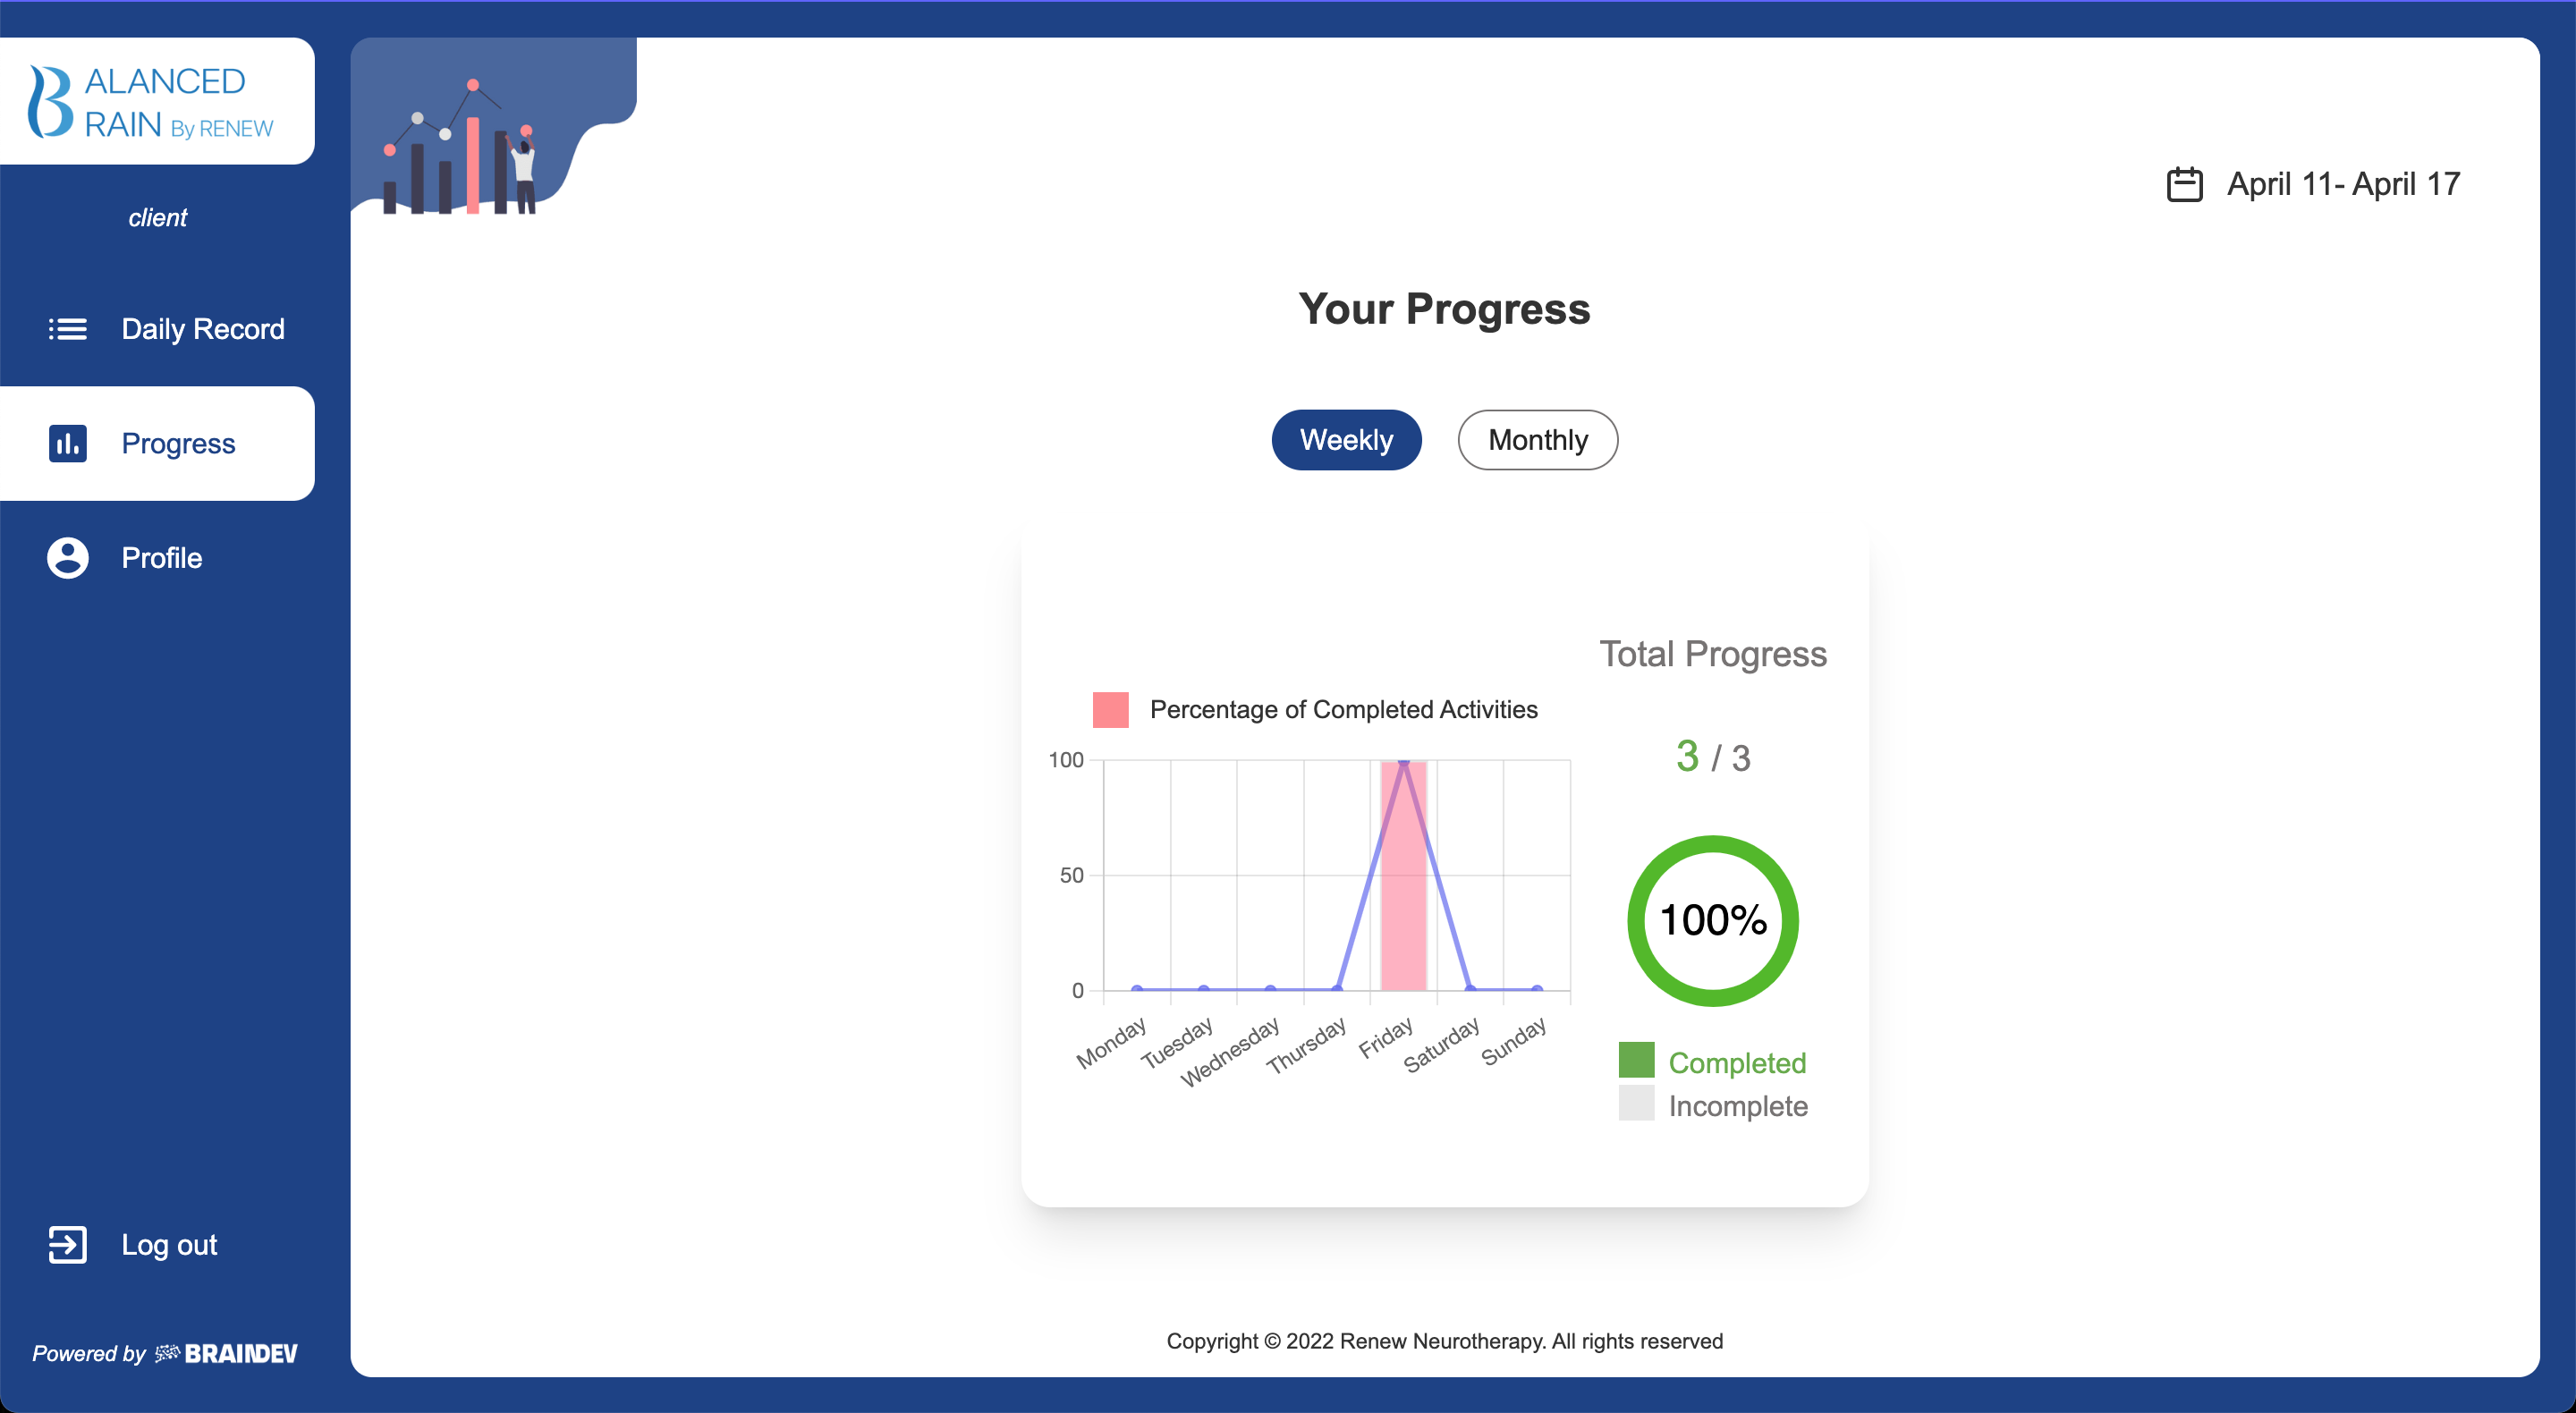 ALANCED
RAIN By RENEW
client
Daily Record
Progress
Profile
Log out
Powered by BRAINDEV
April 11- April 17
Your Progress
Weekly
Monthly
Percentage of Completed Activities
100
50
0
Monday
Tuesday
Wednesday
Thursday
Friday
Saturday
Sunday
Total Progress
3 / 3
100%
Completed
Incomplete
Copyright © 2022 Renew Neurotherapy. All rights reserved